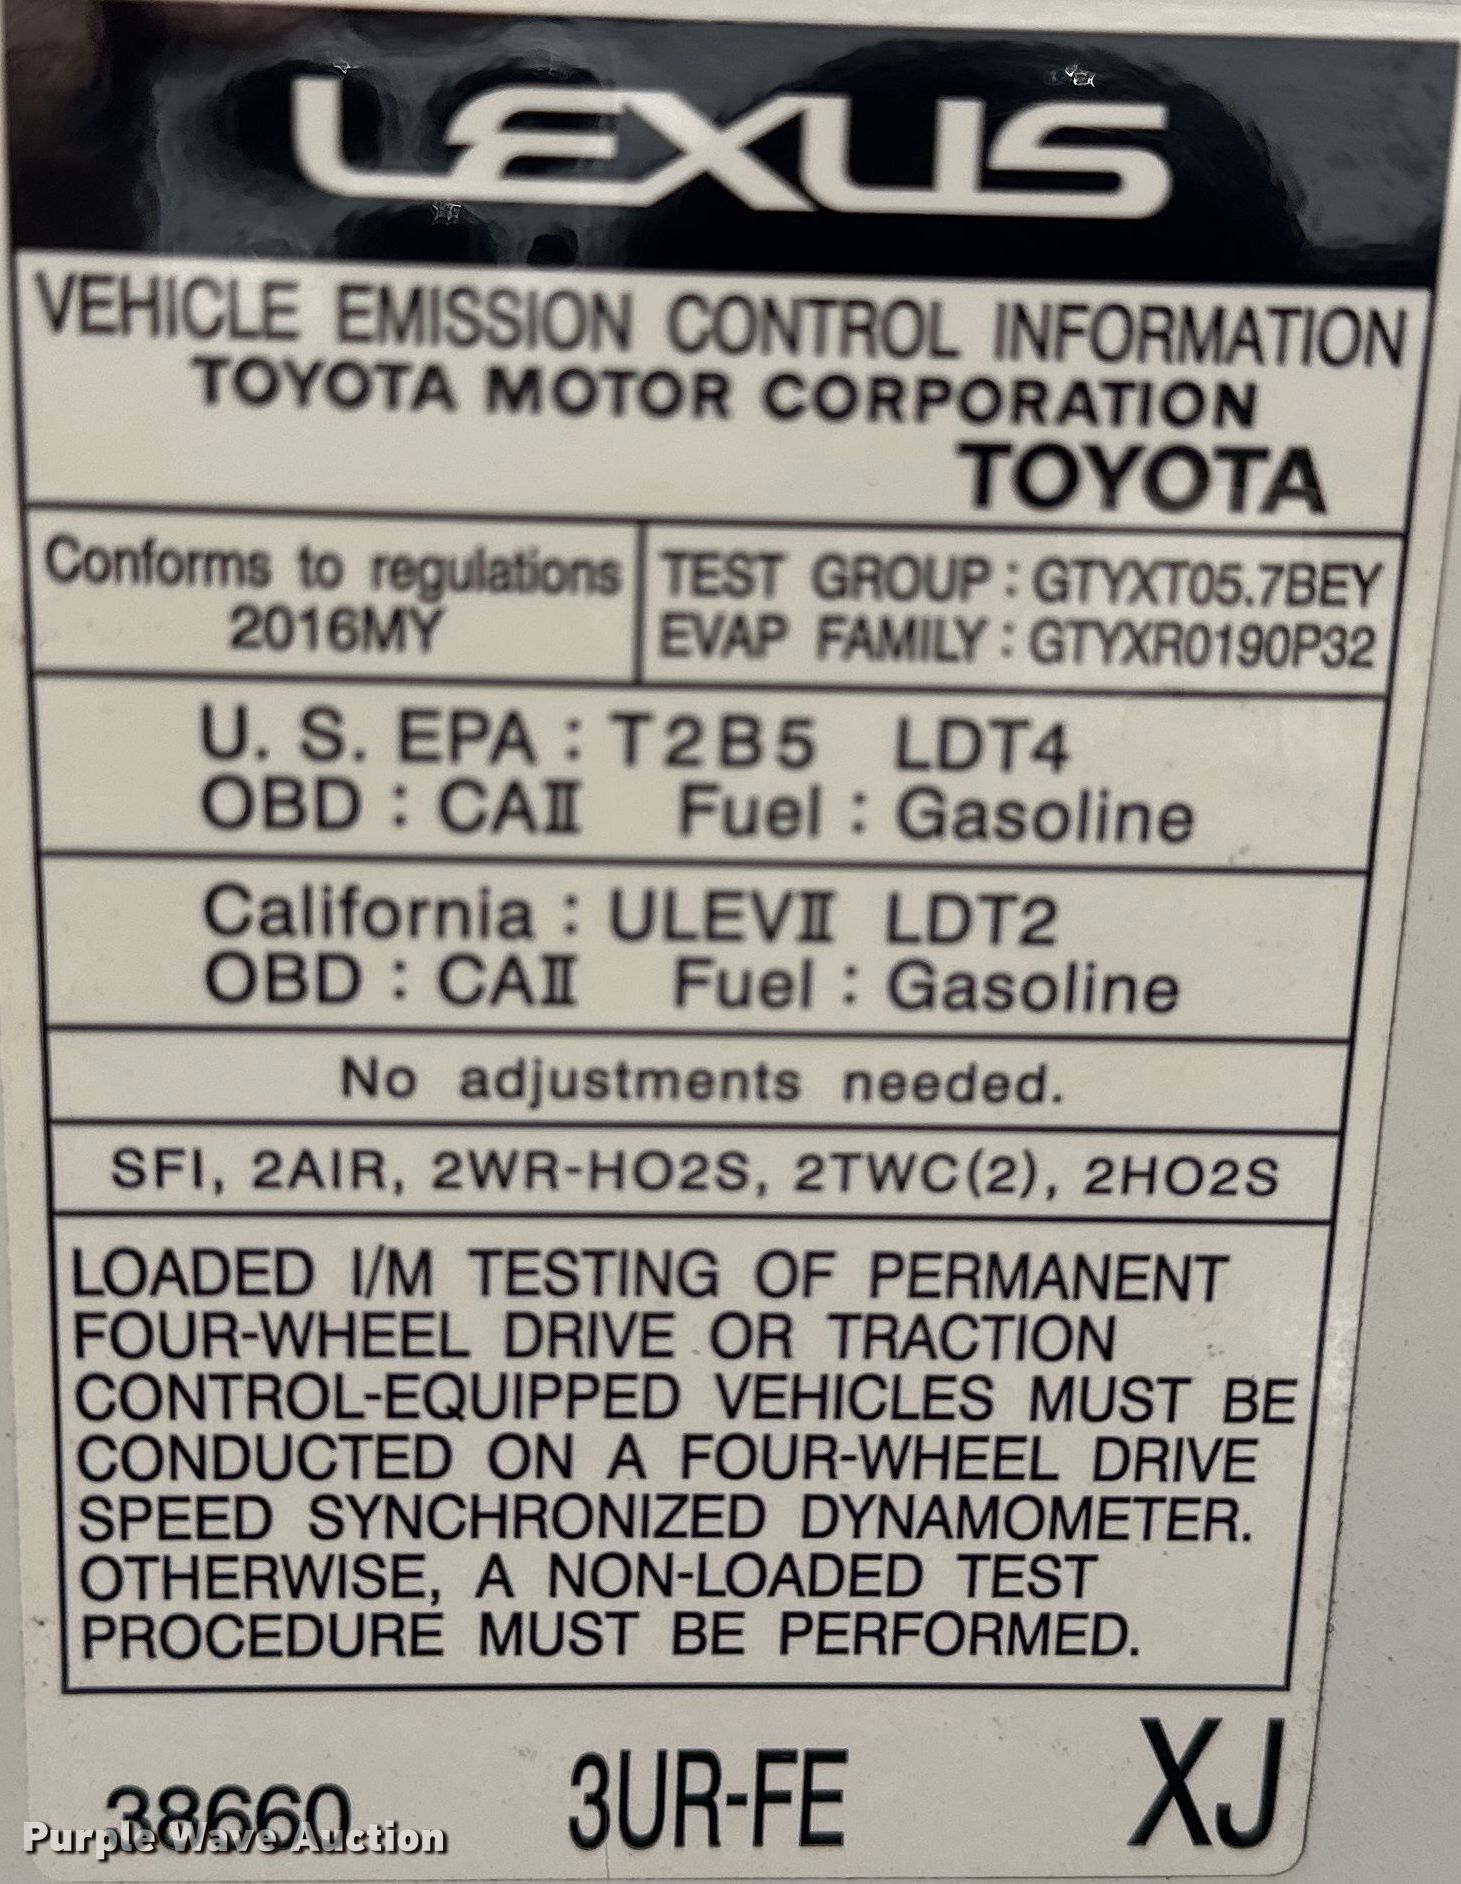 LEXUS
VEHICLE EMISSION CONTROL INFORMATION
TOYOTA MOTOR CORPORATION
TOYOTA
Conforms to regulations
2016MY
TEST GROUP : GTYXT05.7BEY
EVAP FAMILY : GTYXR0190P32
U. S. EPA : T2B5 LDT4
OBD : CAⅡ Fuel : Gasoline
California : ULEVⅡ LDT2
OBD : CAⅡ Fuel : Gasoline
No adjustments needed.
SFI, 2AIR, 2WR-HO2S, 2TWC(2), 2HO2S
LOADED I/M TESTING OF PERMANENT
FOUR-WHEEL DRIVE OR TRACTION
CONTROL-EQUIPPED VEHICLES MUST BE
CONDUCTED ON A FOUR-WHEEL DRIVE
SPEED SYNCHRONIZED DYNAMOMETER.
OTHERWISE, A NON-LOADED TEST
PROCEDURE MUST BE PERFORMED.
38660 3UR-FE XJ
Purple Wave Auction